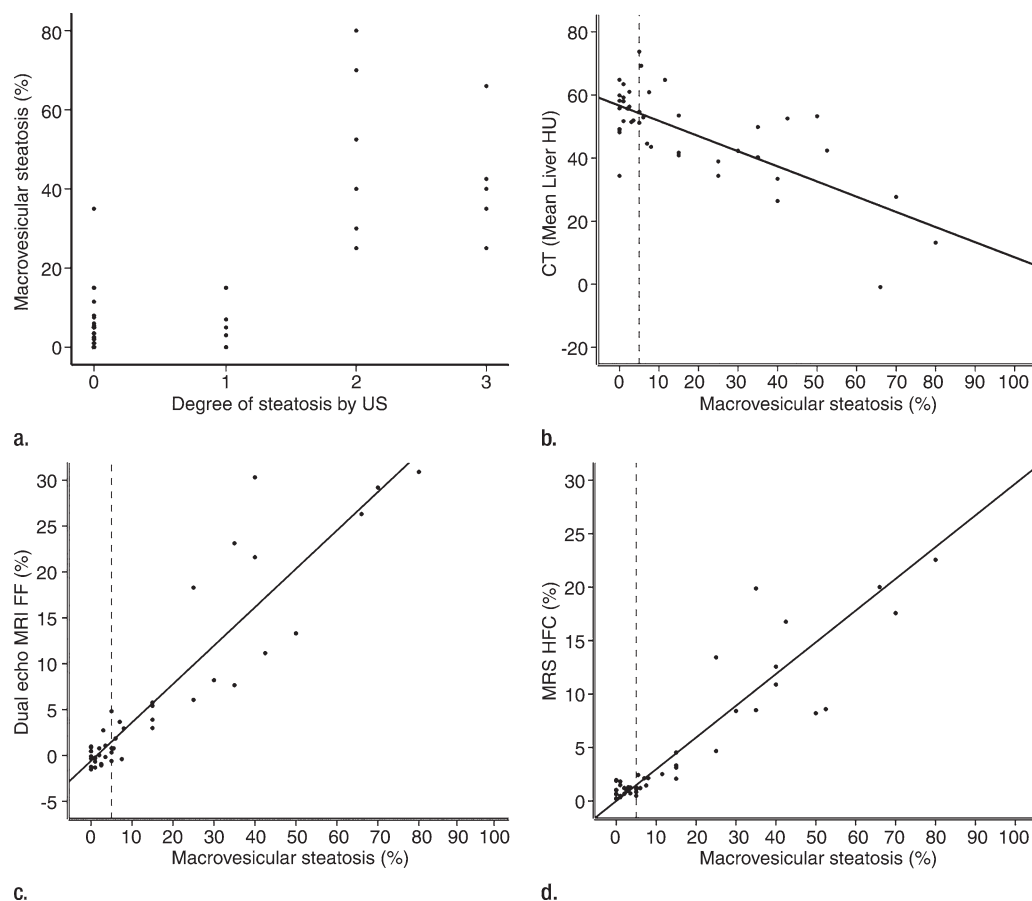 80
60
40
20
0
Macrovesicular steatosis (%)
0 1 2 3
Degree of steatosis by US
a.
80
60
40
20
0
-20
CT (Mean Liver HU)
0 10 20 30 40 50 60 70 80 90 100
Macrovesicular steatosis (%)
b.
30
25
20
15
10
5
0
-5
Dual echo MRI FF (%)
0 10 20 30 40 50 60 70 80 90 100
Macrovesicular steatosis (%)
c.
30
25
20
15
10
5
0
MRS HFC (%)
0 10 20 30 40 50 60 70 80 90 100
Macrovesicular steatosis (%)
d.